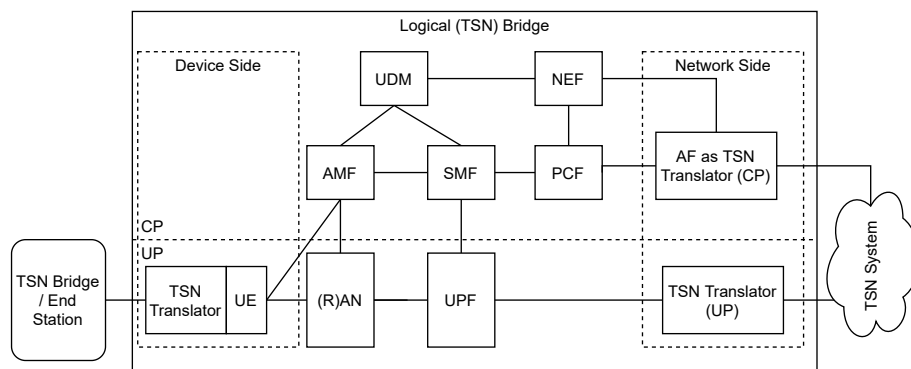 Logical (TSN) Bridge
Device Side
Network Side
UDM
NEF
AMF
SMF
PCF
AF as TSN
Translator (CP)
CP
UP
TSN Bridge
/ End
Station
TSN
Translator
UE
(R)AN
UPF
TSN Translator
(UP)
TSN System